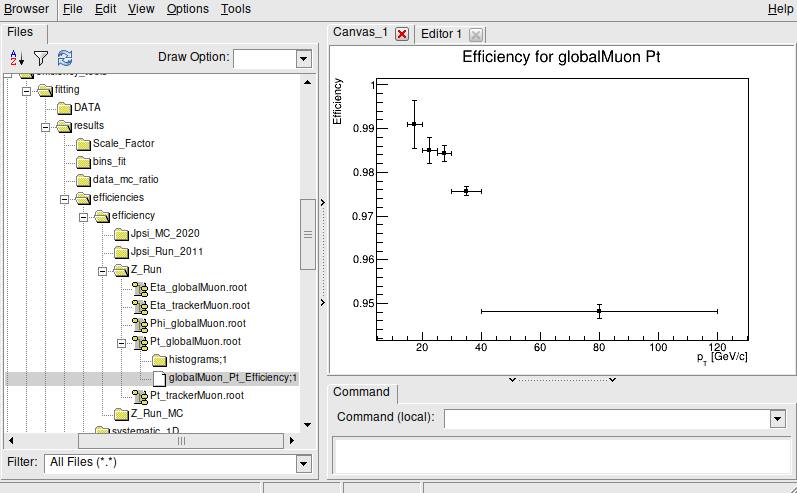 Browser File Edit View Options Tools Help
Files
Draw Option:
fitting
DATA
results
Scale_Factor
bins_fit
data_mc_ratio
efficiencies
efficiency
Jpsi_MC_2020
Jpsi_Run_2011
Z_Run
Eta_globalMuon.root
Eta_trackerMuon.root
Phi_globalMuon.root
Pt_globalMuon.root
histograms;1
globalMuon_Pt_Efficiency;1
Pt_trackerMuon.root
Z_Run_MC
systematic_1D
Filter: All Files (*.*)
Canvas_1 Editor 1
Efficiency for globalMuon Pt
Efficiency
1
0.99
0.98
0.97
0.96
0.95
20 40 60 80 100 120
pT [GeV/c]
Command
Command (local):